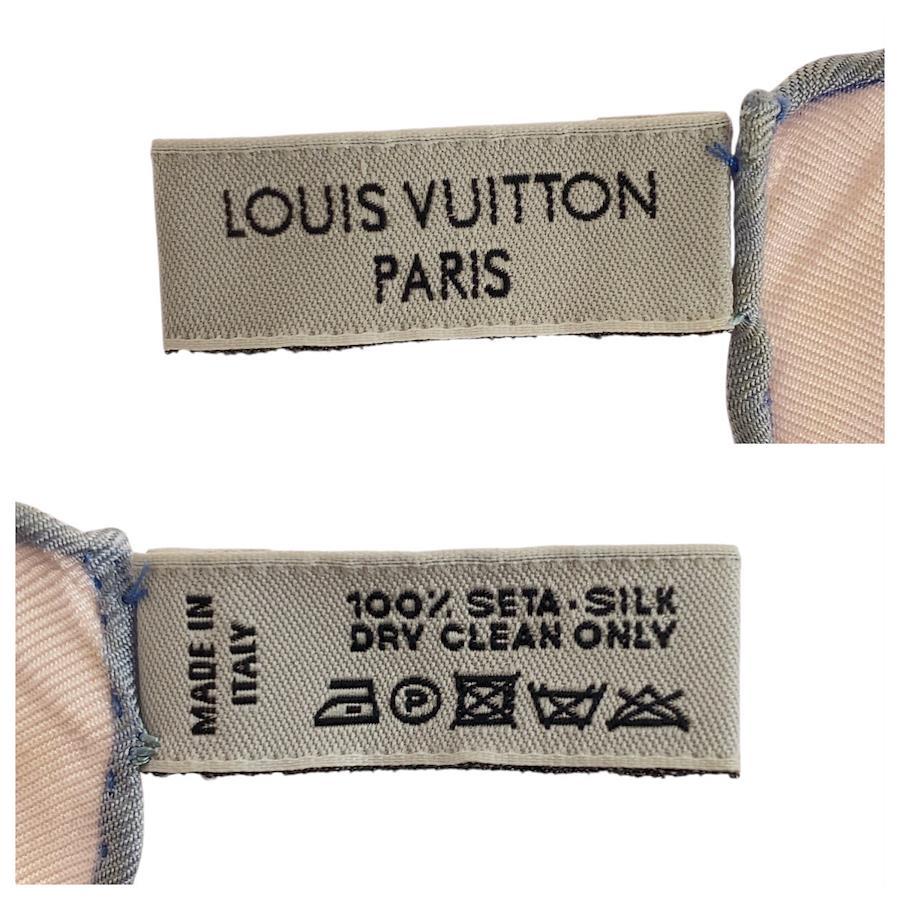 LOUIS VUITTON
PARIS
MADE IN
ITALY
100% SETA·SILK
DRY CLEAN ONLY
P